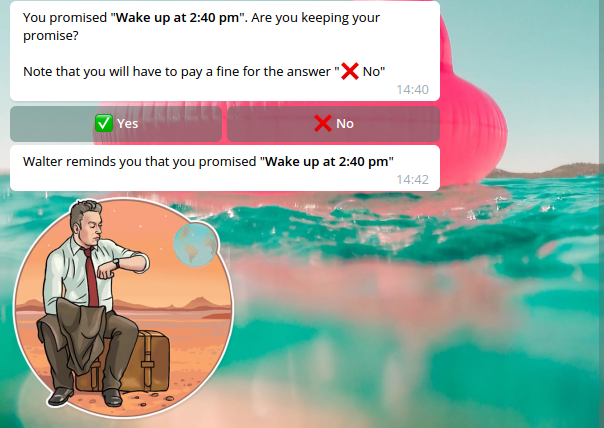 You promised "Wake up at 2:40 pm". Are you keeping your
promise?
Note that you will have to pay a fine for the answer "❌ No"
14:40
✅ Yes
❌ No
Walter reminds you that you promised "Wake up at 2:40 pm"
14:42